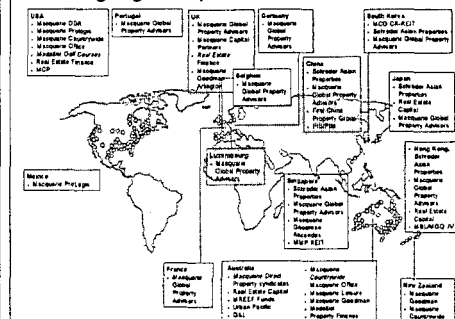 USA
Macquarie DDR
Macquarie ProLogis
Macquarie Countrywide
Macquarie Office
Medallist Golf Courses
Real Estate Finance
MCP
Portugal
Macquarie Global
Property Advisors
UK
Macquarie Global
Property Advisors
Macquarie Capital
Partners
Real Estate
Finance
Macquarie
Goodman
Arlington
Germany
Macquarie
Global
Property
Advisors
South Korea
MCO CR-REIT
Schroder Asian Properties
Macquarie Global Property
Advisors
Belgium
Macquarie
Global Property
Advisors
China
Schroder Asian
Properties
Macquarie
Global Property
Advisors
First China
Property Group
Japan
Schroder Asian
Properties
Real Estate
Capital
Macquarie Global
Property Advisors
Luxembourg
Macquarie
Global Property
Advisors
Hong Kong
Schroder
Asian
Properties
Macquarie
Global
Property
Advisors
Real Estate
Capital
Mexico
Macquarie ProLogis
Singapore
Schroder Asian
Properties
Macquarie Global
Property Advisors
Macquarie
Goodman
Ascendas
MMP REIT
France
Macquarie
Global
Property
Advisors
Australia
Macquarie Direct
Property syndicates
Real Estate Capital
MREEF Funds
Urban Pacific
Macquarie
Countrywide
Macquarie Office
Macquarie Leisure
Macquarie Goodman
Medallist
Property Finance
New Zealand
Macquarie
Goodman
Macquarie
Countrywide